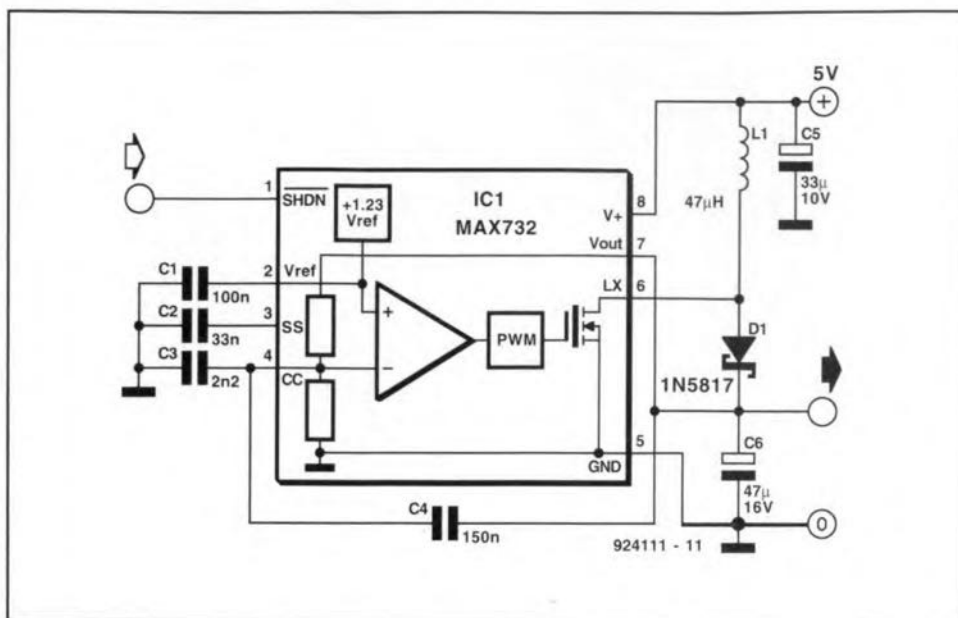 5V
+
L1
C5
33µ
10V
47µH
1
SHDN
+1.23
Vref
IC1
MAX732
8
V+
Vout
7
LX
6
C1
2
Vref
100n
C2
3
SS
33n
C3
4
CC
2n2
+
−
PWM
D1
1N5817
5
GND
C6
47µ
16V
C4
150n
924111 - 11
0